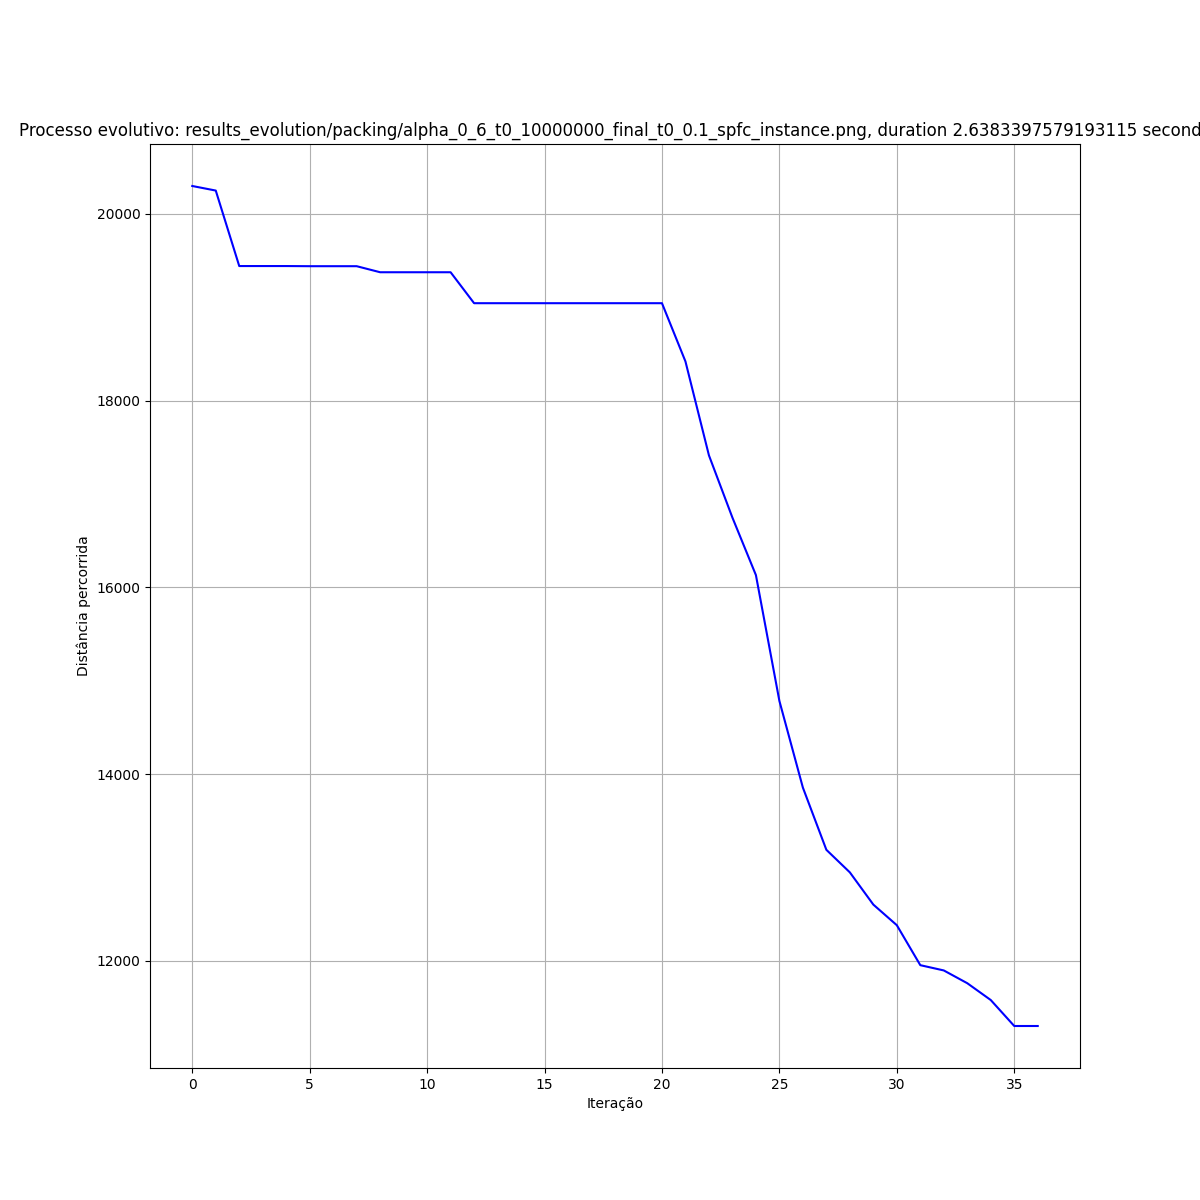 Processo evolutivo: results_evolution/packing/alpha_0_6_t0_10000000_final_t0_0.1_spfc_instance.png, duration 2.6383397579193115 second
20000
18000
16000
14000
12000
Distância percorrida
0 5 10 15 20 25 30 35
Iteração